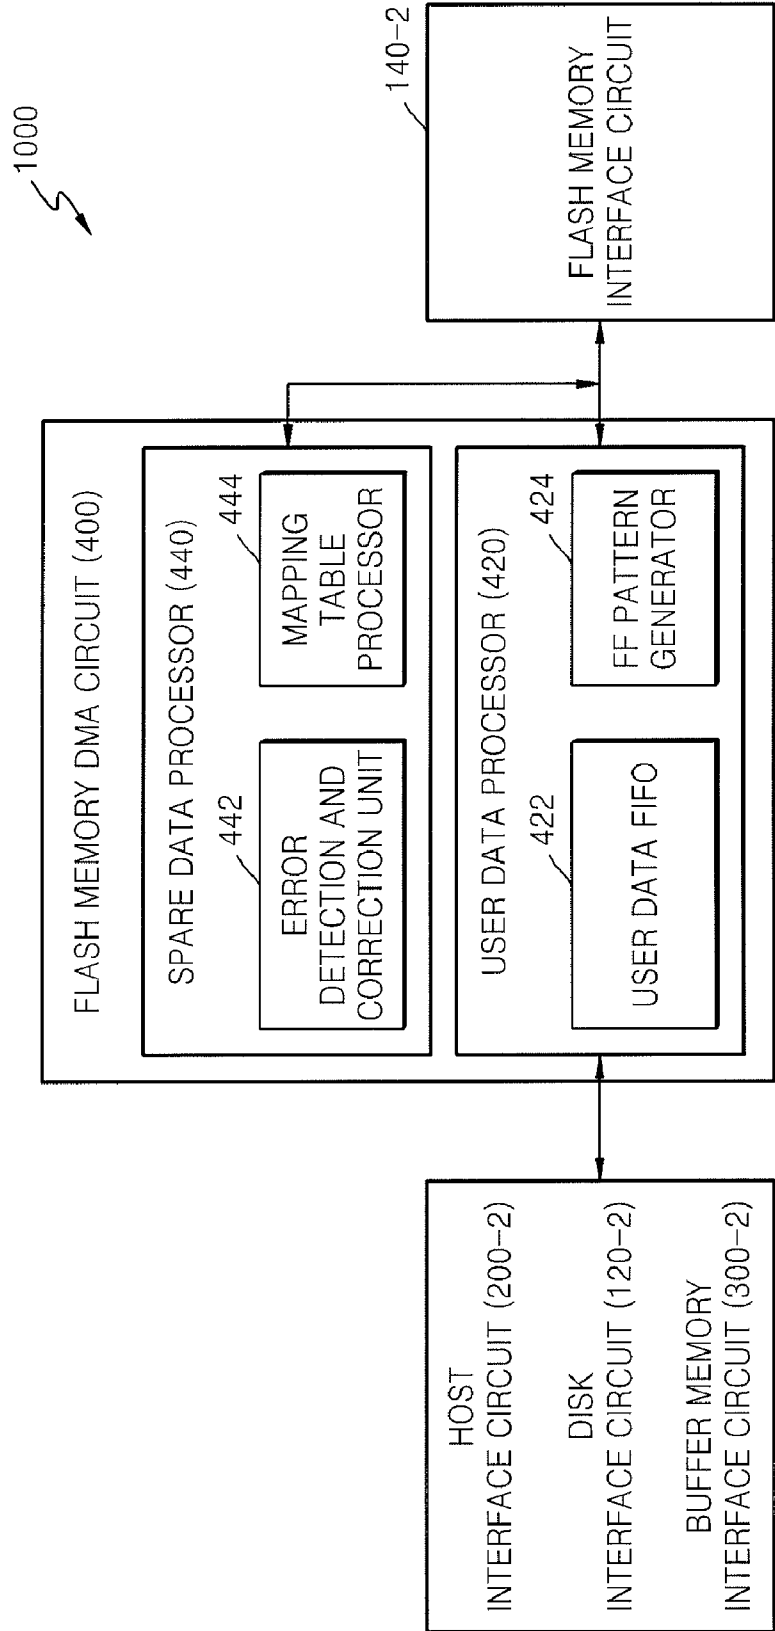 1000
FLASH MEMORY DMA CIRCUIT (400)
SPARE DATA PROCESSOR (440)
442
ERROR
DETECTION AND
CORRECTION UNIT
444
MAPPING
TABLE
PROCESSOR
USER DATA PROCESSOR (420)
422
USER DATA FIFO
424
FF PATTERN
GENERATOR
HOST
INTERFACE CIRCUIT (200-2)
DISK
INTERFACE CIRCUIT (120-2)
BUFFER MEMORY
INTERFACE CIRCUIT (300-2)
140-2
FLASH MEMORY
INTERFACE CIRCUIT